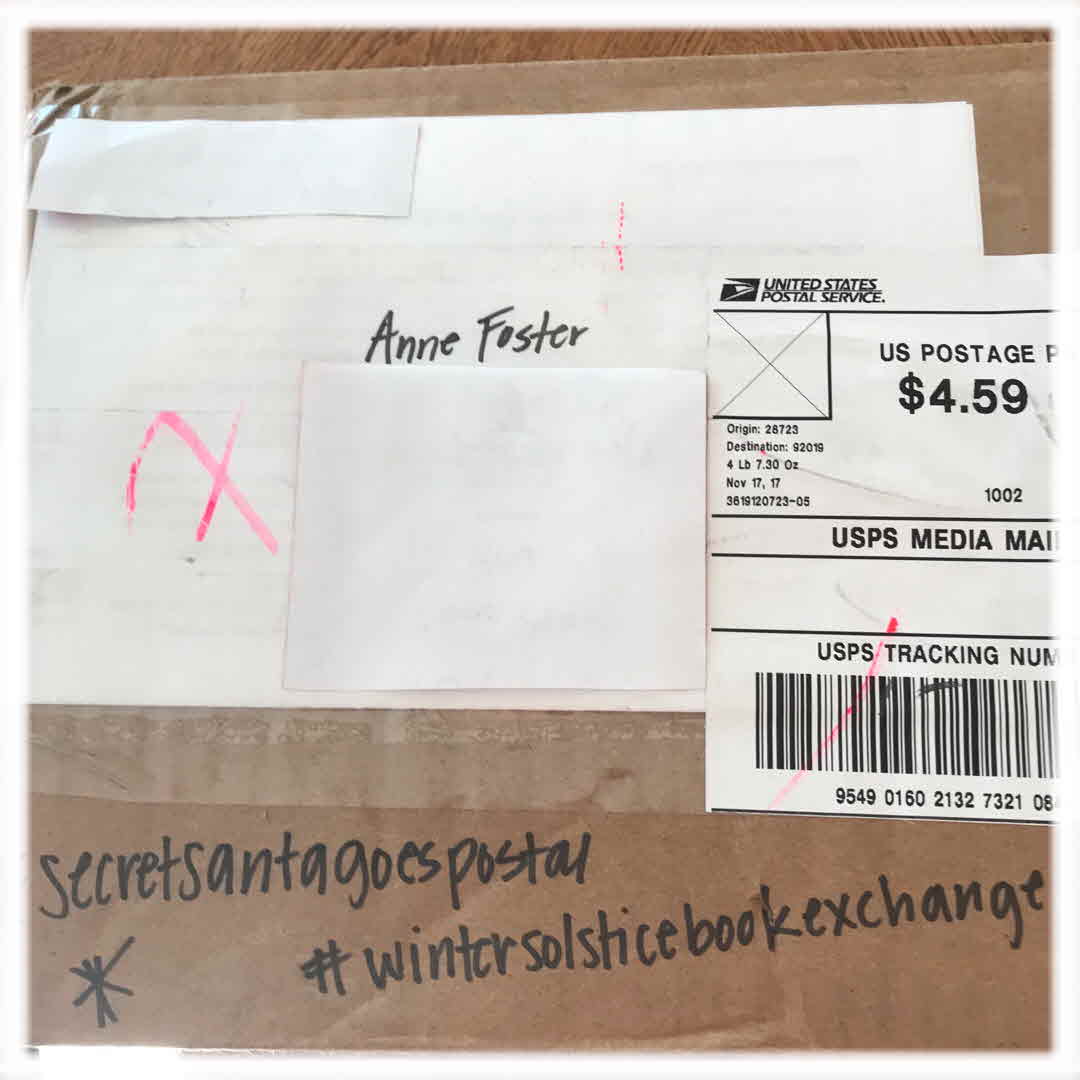 Anne Foster
UNITED STATES
POSTAL SERVICE.
US POSTAGE
$4.59
Origin: 28723
Destination: 92019
4 Lb 7.30 Oz
Nov 17, 17
3619120723-05
1002
USPS MEDIA MAI
USPS TRACKING NUM
9549 0160 2132 7321 08
secretsantagoespostal
#wintersolsticebookexchange